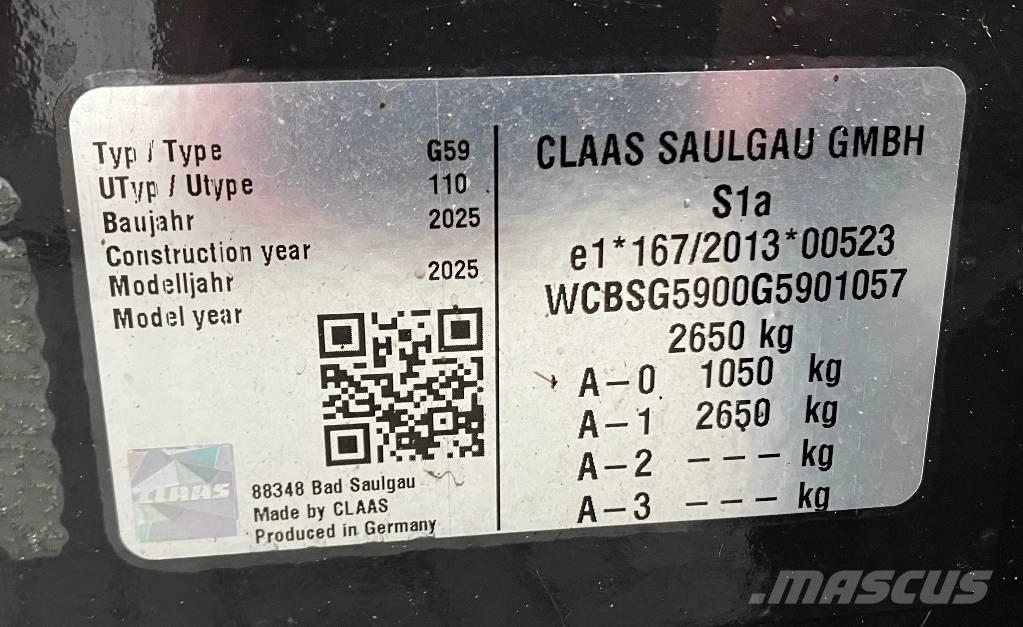 Typ / Type G59
UTyp / Utype 110
Baujahr 2025
Construction year
Modelljahr 2025
Model year
CLAAS
88348 Bad Saulgau
Made by CLAAS
Produced in Germany
CLAAS SAULGAU GMBH
S1a
e1*167/2013*00523
WCBSG5900G5901057
2650 kg
A-0 1050 kg
A-1 2650 kg
A-2 --- kg
A-3 --- kg
.MASCUS